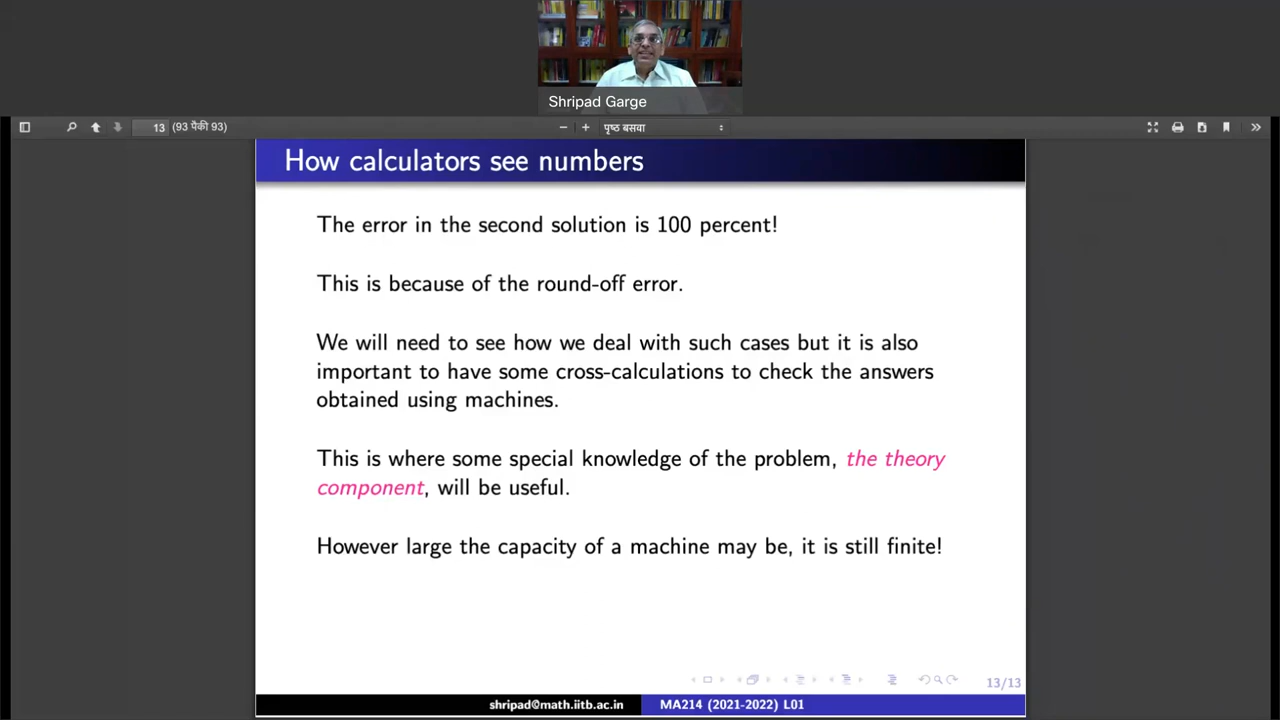 Shripad Garge
13 (93 पैकी 93)
पृष्ठ बसवा
How calculators see numbers
The error in the second solution is 100 percent!
This is because of the round-off error.
We will need to see how we deal with such cases but it is also
important to have some cross-calculations to check the answers
obtained using machines.
This is where some special knowledge of the problem, the theory
component, will be useful.
However large the capacity of a machine may be, it is still finite!
13/13
shripad@math.iitb.ac.in MA214 (2021-2022) L01